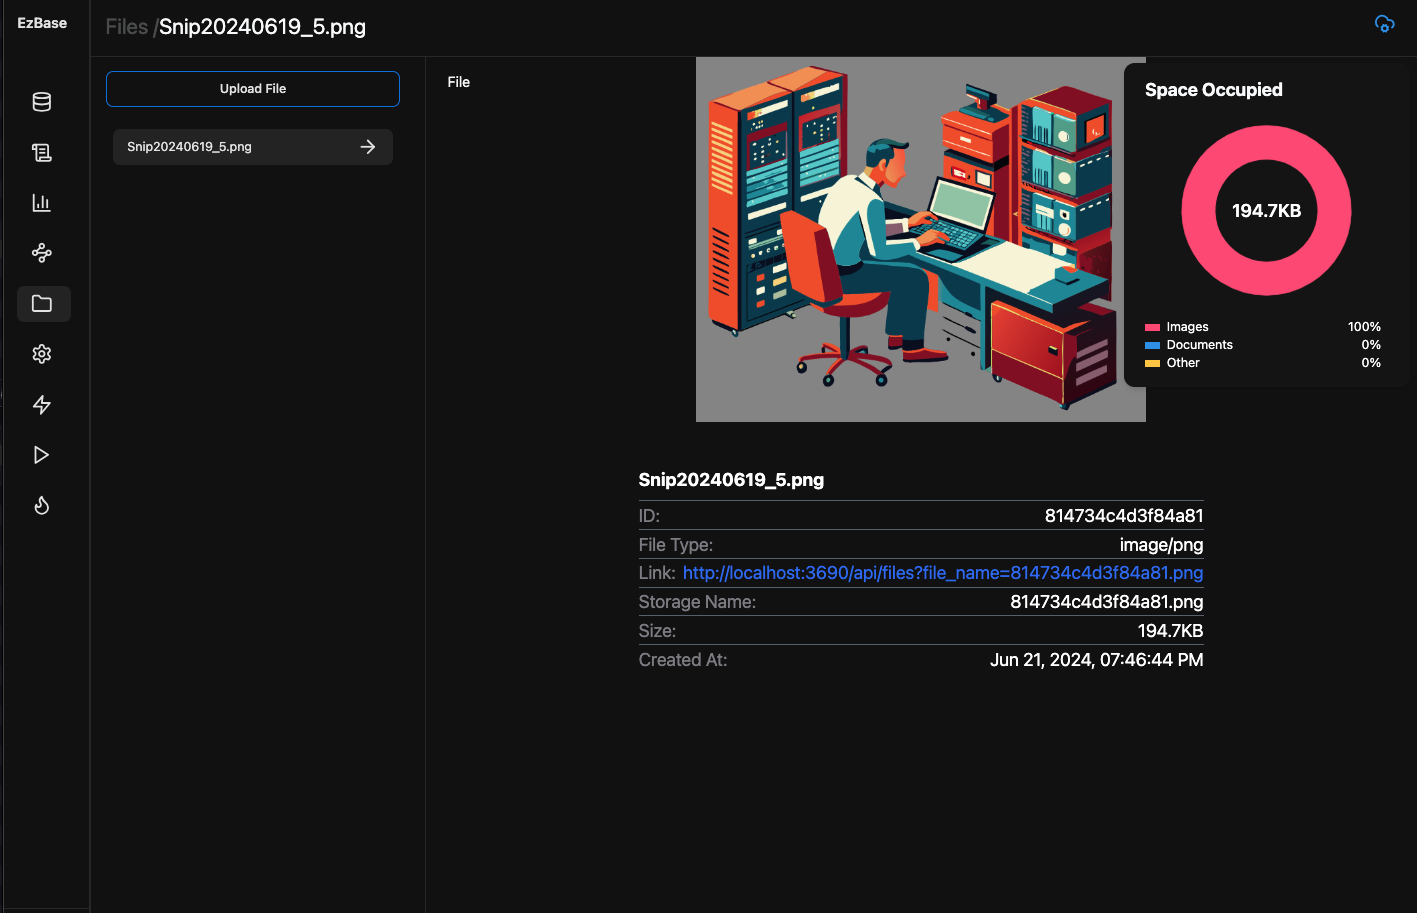 EzBase
Files /Snip20240619_5.png
Upload File
Snip20240619_5.png
File
Space Occupied
194.7KB
Images 100%
Documents 0%
Other 0%
Snip20240619_5.png
ID: 814734c4d3f84a81
File Type: image/png
Link: http://localhost:3690/api/files?file_name=814734c4d3f84a81.png
Storage Name: 814734c4d3f84a81.png
Size: 194.7KB
Created At: Jun 21, 2024, 07:46:44 PM